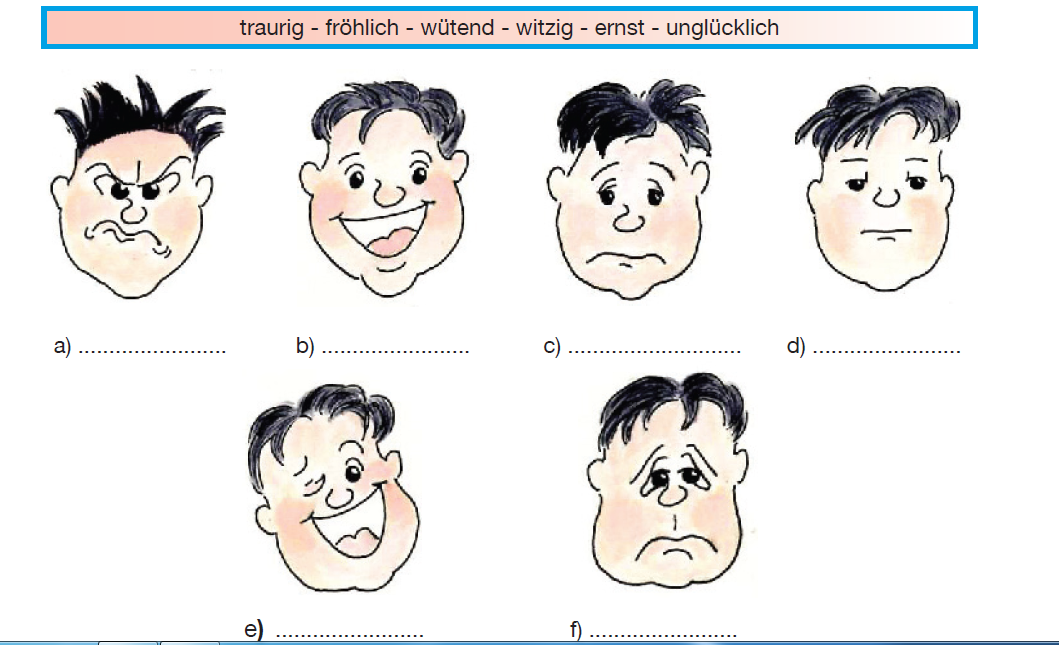 traurig - fröhlich - wütend - witzig - ernst - unglücklich
a) ........................ b) ........................ c) ............................ d) ........................
e) ........................ f) ........................